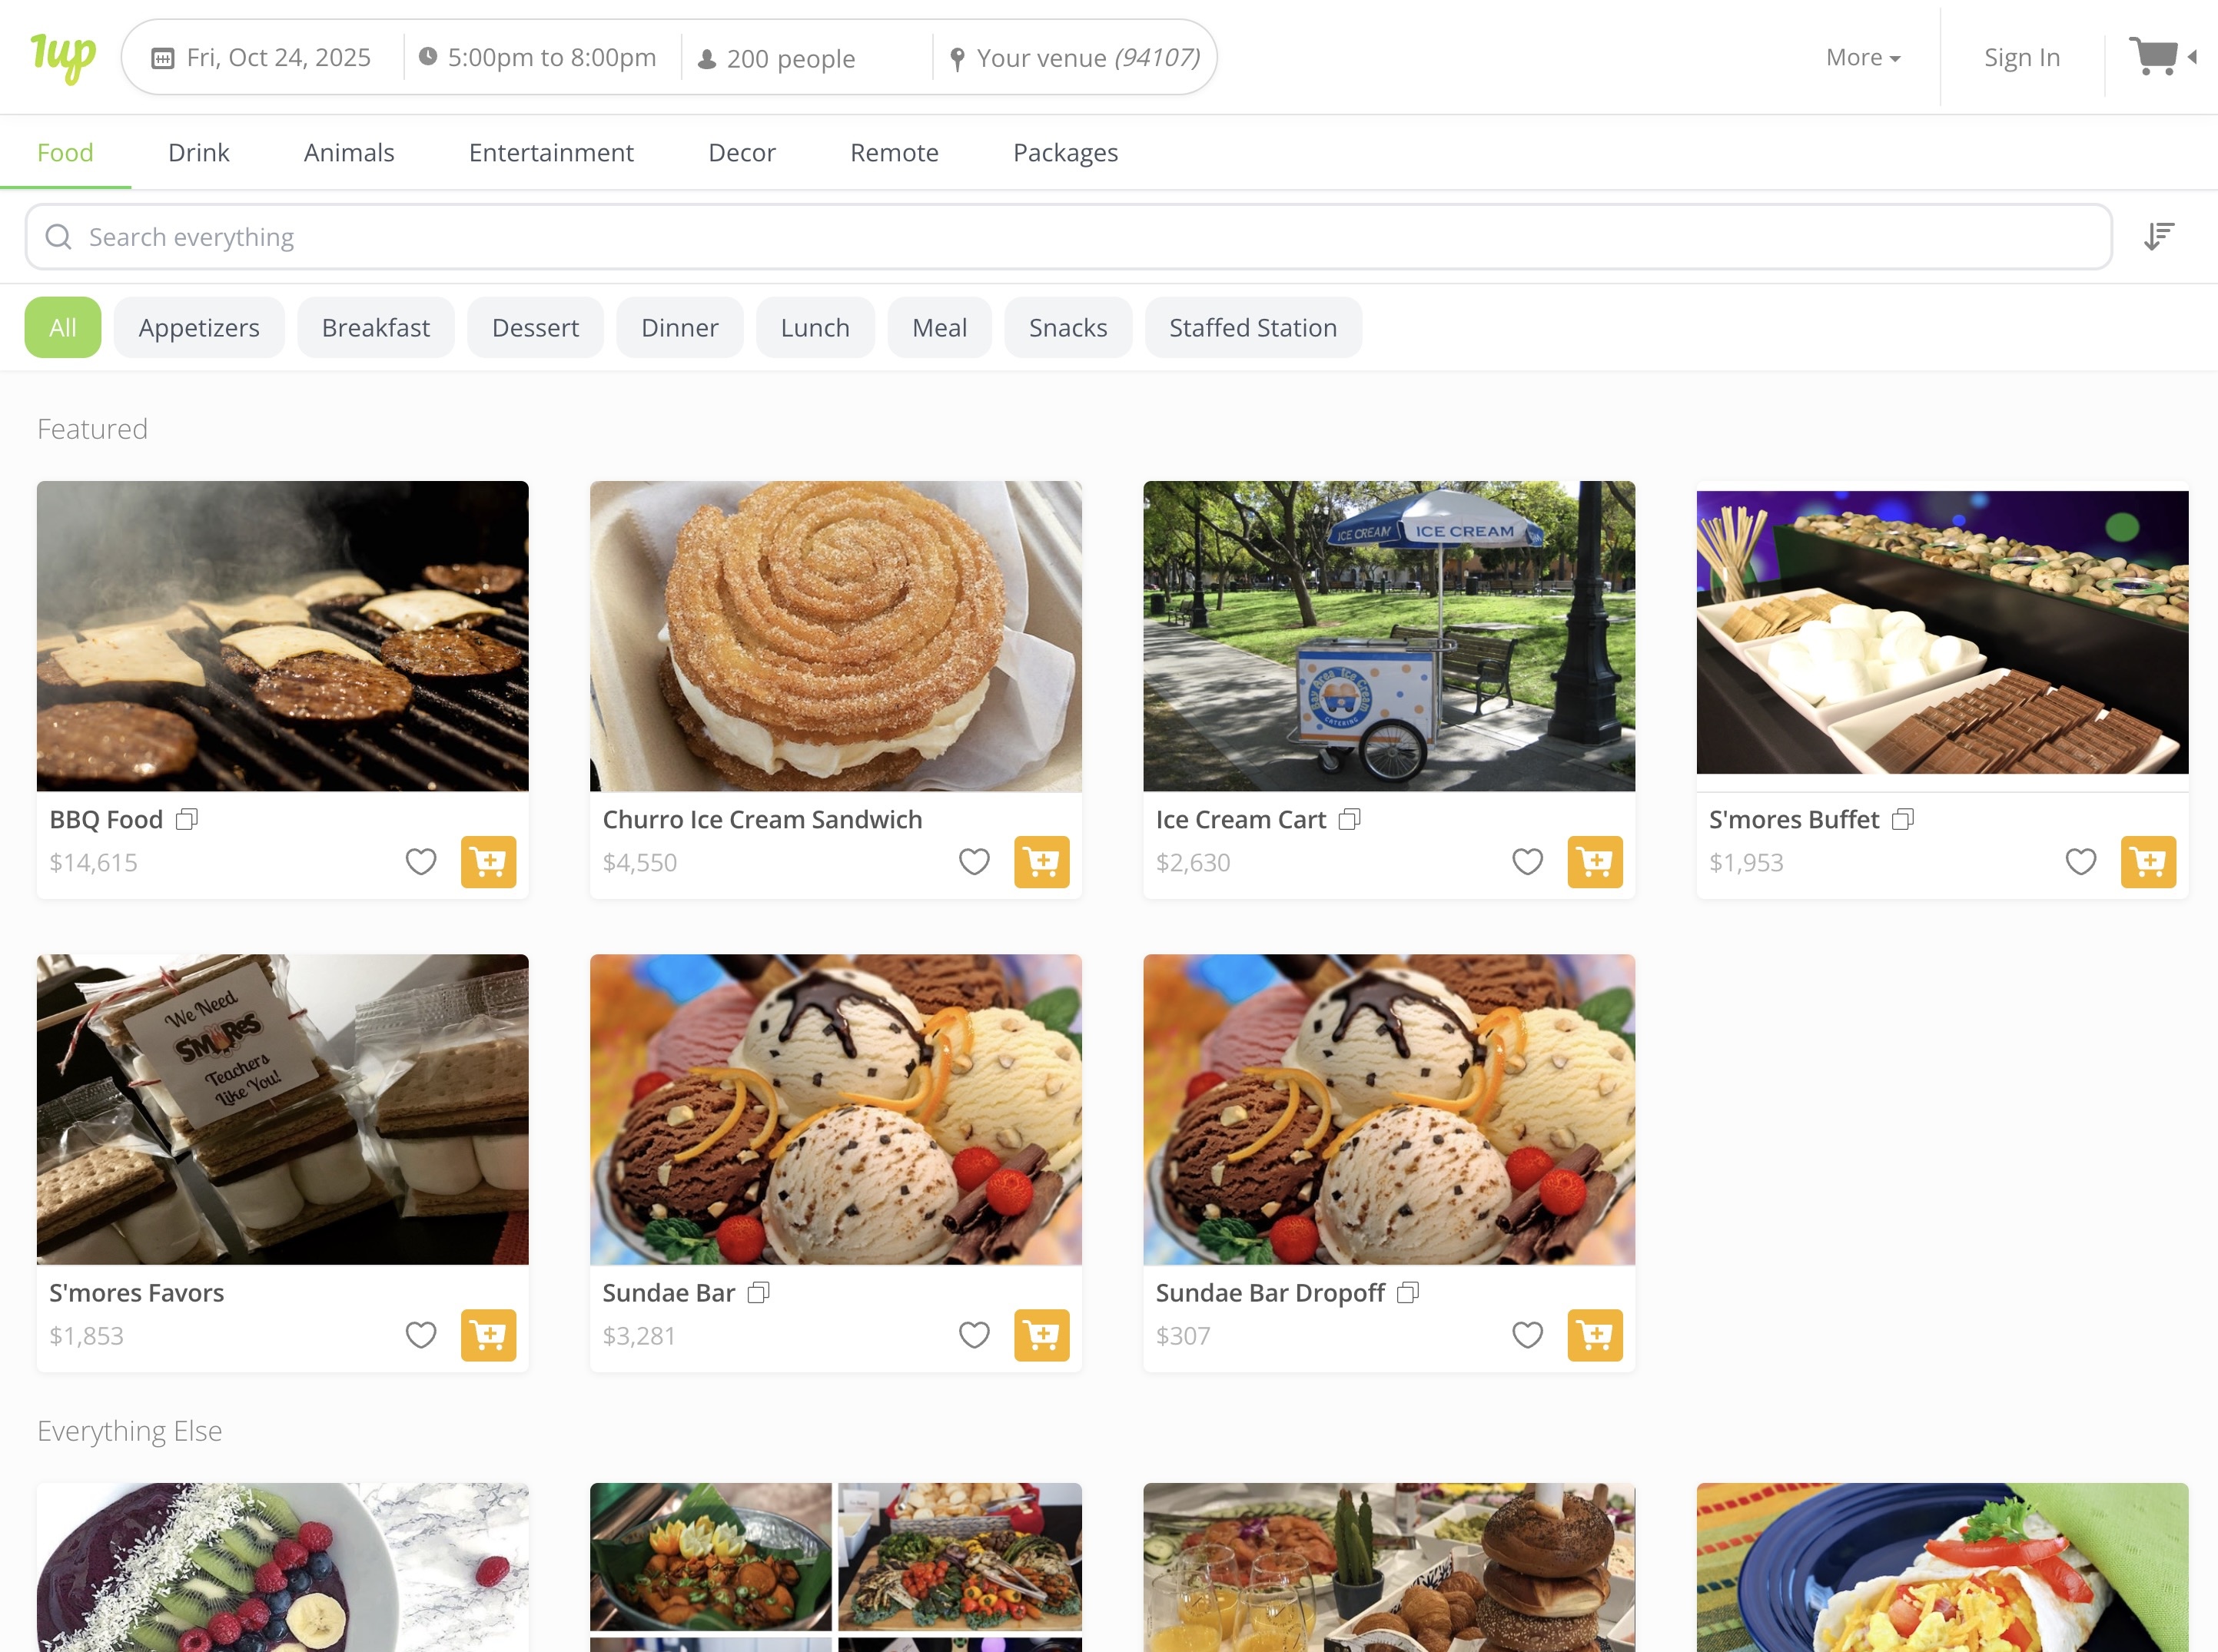 1up
Fri, Oct 24, 2025
5:00pm to 8:00pm
200 people
Your venue (94107)
More
Sign In
Food
Drink
Animals
Entertainment
Decor
Remote
Packages
Search everything
All
Appetizers
Breakfast
Dessert
Dinner
Lunch
Meal
Snacks
Staffed Station
Featured
ICE CREAM
ICE CREAM
Bay Area Ice Cream
CATERING
BBQ Food
$14,615
Churro Ice Cream Sandwich
$4,550
Ice Cream Cart
$2,630
S'mores Buffet
$1,953
We Need
SMORES
Teachers
Like You!
S'mores Favors
$1,853
Sundae Bar
$3,281
Sundae Bar Dropoff
$307
Everything Else